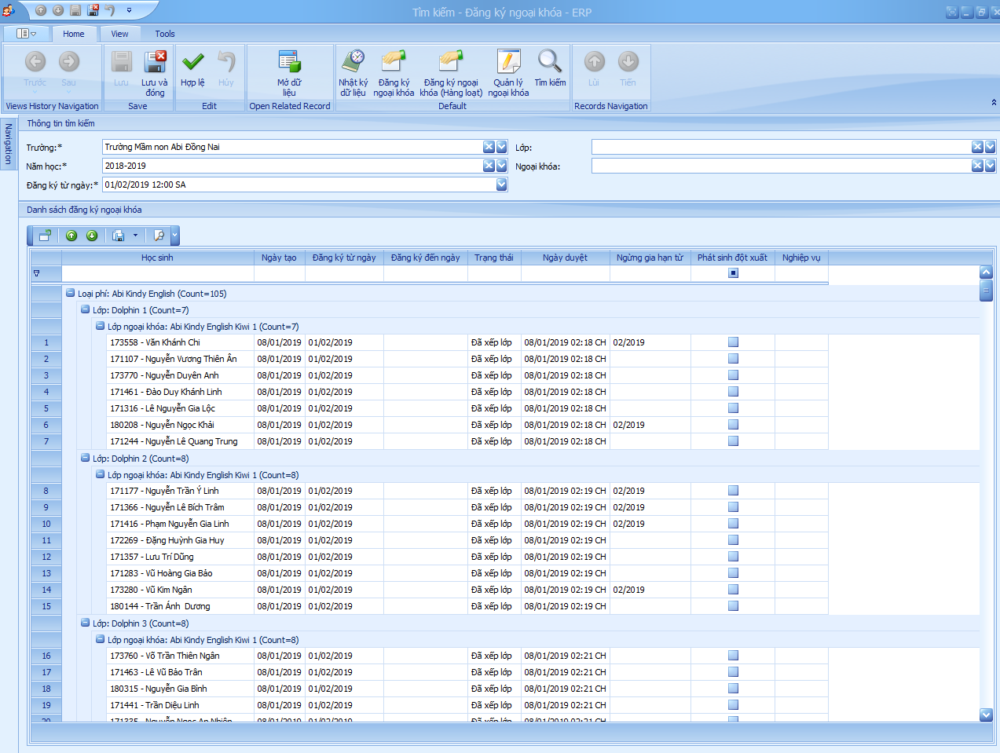 Tìm kiếm - Đăng ký ngoại khóa - ERP
Home View Tools
Trước Sau Lưu Lưu và đóng Hợp lệ Hủy Mở dữ liệu Nhật ký dữ liệu Đăng ký ngoại khóa Đăng ký ngoại khóa (Hàng loạt) Quản lý ngoại khóa Tìm kiếm Lùi Tiến
Views History Navigation Save Edit Open Related Record Default Records Navigation
Navigation
Thông tin tìm kiếm
Trường:* Trường Mầm non Abi Đồng Nai Lớp:
Năm học:* 2018-2019 Ngoại khóa:
Đăng ký từ ngày:* 01/02/2019 12:00 SA
Danh sách đăng ký ngoại khóa
Học sinh Ngày tạo Đăng ký từ ngày Đăng ký đến ngày Trạng thái Ngày duyệt Ngừng gia hạn từ Phát sinh đột xuất Nghiệp vụ
Loại phí: Abi Kindy English (Count=105)
Lớp: Dolphin 1 (Count=7)
Lớp ngoại khóa: Abi Kindy English Kiwi 1 (Count=7)
1 173558 - Văn Khánh Chi 08/01/2019 01/02/2019 Đã xếp lớp 08/01/2019 02:18 CH 02/2019
2 171107 - Nguyễn Vương Thiên Ân 08/01/2019 01/02/2019 Đã xếp lớp 08/01/2019 02:18 CH
3 173770 - Nguyễn Duyên Anh 08/01/2019 01/02/2019 Đã xếp lớp 08/01/2019 02:18 CH
4 171461 - Đào Duy Khánh Linh 08/01/2019 01/02/2019 Đã xếp lớp 08/01/2019 02:18 CH
5 171316 - Lê Nguyễn Gia Lộc 08/01/2019 01/02/2019 Đã xếp lớp 08/01/2019 02:18 CH
6 180208 - Nguyễn Ngọc Khải 08/01/2019 01/02/2019 Đã xếp lớp 08/01/2019 02:18 CH 02/2019
7 171244 - Nguyễn Lê Quang Trung 08/01/2019 01/02/2019 Đã xếp lớp 08/01/2019 02:18 CH
Lớp: Dolphin 2 (Count=8)
Lớp ngoại khóa: Abi Kindy English Kiwi 1 (Count=8)
8 171177 - Nguyễn Trần Ý Linh 08/01/2019 01/02/2019 Đã xếp lớp 08/01/2019 02:19 CH 02/2019
9 171366 - Nguyễn Lê Bích Trâm 08/01/2019 01/02/2019 Đã xếp lớp 08/01/2019 02:19 CH 02/2019
10 171416 - Phạm Nguyễn Gia Linh 08/01/2019 01/02/2019 Đã xếp lớp 08/01/2019 02:19 CH 02/2019
11 172269 - Đặng Huỳnh Gia Huy 08/01/2019 01/02/2019 Đã xếp lớp 08/01/2019 02:19 CH
12 171357 - Lưu Trí Dũng 08/01/2019 01/02/2019 Đã xếp lớp 08/01/2019 02:19 CH
13 171283 - Vũ Hoàng Gia Bảo 08/01/2019 01/02/2019 Đã xếp lớp 08/01/2019 02:19 CH
14 173280 - Vũ Kim Ngân 08/01/2019 01/02/2019 Đã xếp lớp 08/01/2019 02:19 CH 02/2019
15 180144 - Trần Ánh Dương 08/01/2019 01/02/2019 Đã xếp lớp 08/01/2019 02:19 CH
Lớp: Dolphin 3 (Count=8)
Lớp ngoại khóa: Abi Kindy English Kiwi 1 (Count=8)
16 173760 - Võ Trần Thiên Ngân 08/01/2019 01/02/2019 Đã xếp lớp 08/01/2019 02:21 CH
17 171463 - Lê Vũ Bảo Trân 08/01/2019 01/02/2019 Đã xếp lớp 08/01/2019 02:21 CH
18 180315 - Nguyễn Gia Bình 08/01/2019 01/02/2019 Đã xếp lớp 08/01/2019 02:21 CH
19 171441 - Trần Diệu Linh 08/01/2019 01/02/2019 Đã xếp lớp 08/01/2019 02:21 CH
20 171335 - Nguyễn Ngọc An Nhiên 08/01/2019 01/02/2019 Đã xếp lớp 08/01/2019 02:21 CH